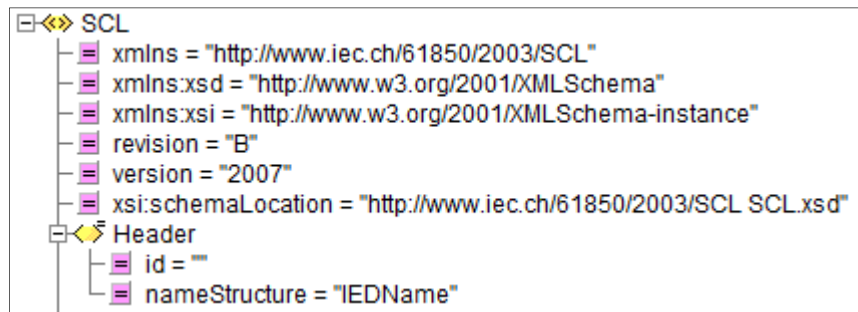 SCL
xmlns = "http://www.iec.ch/61850/2003/SCL"
xmlns:xsd = "http://www.w3.org/2001/XMLSchema"
xmlns:xsi = "http://www.w3.org/2001/XMLSchema-instance"
revision = "B"
version = "2007"
xsi:schemaLocation = "http://www.iec.ch/61850/2003/SCL SCL.xsd"
Header
id = ""
nameStructure = "IEDName"